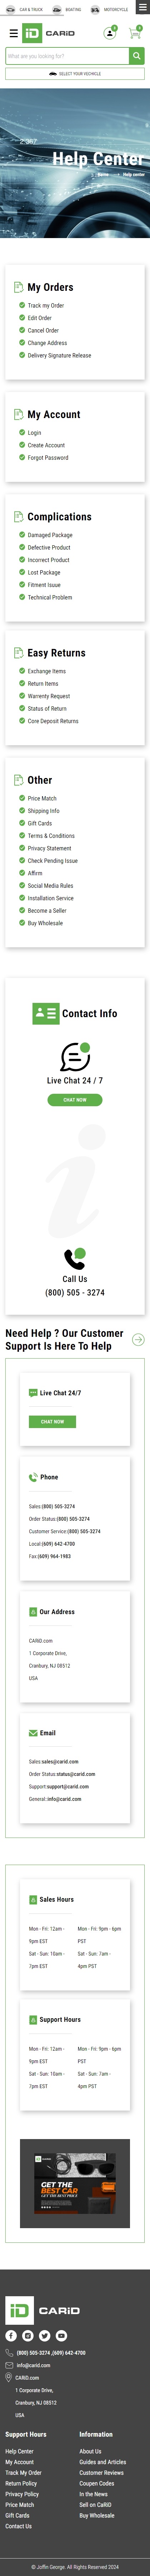 CAR & TRUCK BOATING MOTORCYCLE
iD CARiD 0 0
What are you looking for?
SELECT YOUR VECHICLE
Help Center
Home Help center
My Orders
Track my Order
Edit Order
Cancel Order
Change Address
Delivery Signature Release
My Account
Login
Create Account
Forgot Password
Complications
Damaged Package
Defective Product
Incorrect Product
Lost Package
Fitment Isuue
Technical Problem
Easy Returns
Exchange Items
Return Items
Warrenty Request
Status of Return
Core Deposit Returns
Other
Price Match
Shipping Info
Gift Cards
Terms & Conditions
Privacy Statement
Check Pending Issue
Affirm
Social Media Rules
Installation Service
Become a Seller
Buy Wholesale
Contact Info
Live Chat 24 / 7
CHAT NOW
i
Call Us
(800) 505 - 3274
Need Help ? Our Customer
Support Is Here To Help
Live Chat 24/7
CHAT NOW
Phone
Sales:(800) 505-3274
Order Status:(800) 505-3274
Customer Service:(800) 505-3274
Local:(609) 642-4700
Fax:(609) 964-1983
Our Address
CARiD.com
1 Corporate Drive,
Cranbury, NJ 08512
USA
Email
Sales:sales@carid.com
Order Status:status@carid.com
Support:support@carid.com
General:info@carid.com
Sales Hours
Mon - Fri: 12am -
9pm EST
Sat - Sun: 10am -
7pm EST
Mon - Fri: 9pm - 6pm
PST
Sat - Sun: 7am -
4pm PST
Support Hours
Mon - Fri: 12am -
9pm EST
Sat - Sun: 10am -
7pm EST
Mon - Fri: 9pm - 6pm
PST
Sat - Sun: 7am -
4pm PST
GET THE
BEST CAR
iD CARiD
(800) 505-3274 ,(609) 642-4700
info@carid.com
CARiD.com
1 Corporate Drive,
Cranbury, NJ 08512
USA
Support Hours
Help Center
My Account
Track My Order
Return Policy
Privacy Policy
Price Match
Gift Cards
Contact Us
Information
About Us
Guides and Articles
Customer Reviews
Coupen Codes
In the News
Sell on CaRiD
Buy Wholesale
© Joffin George. All Rights Reserved 2024